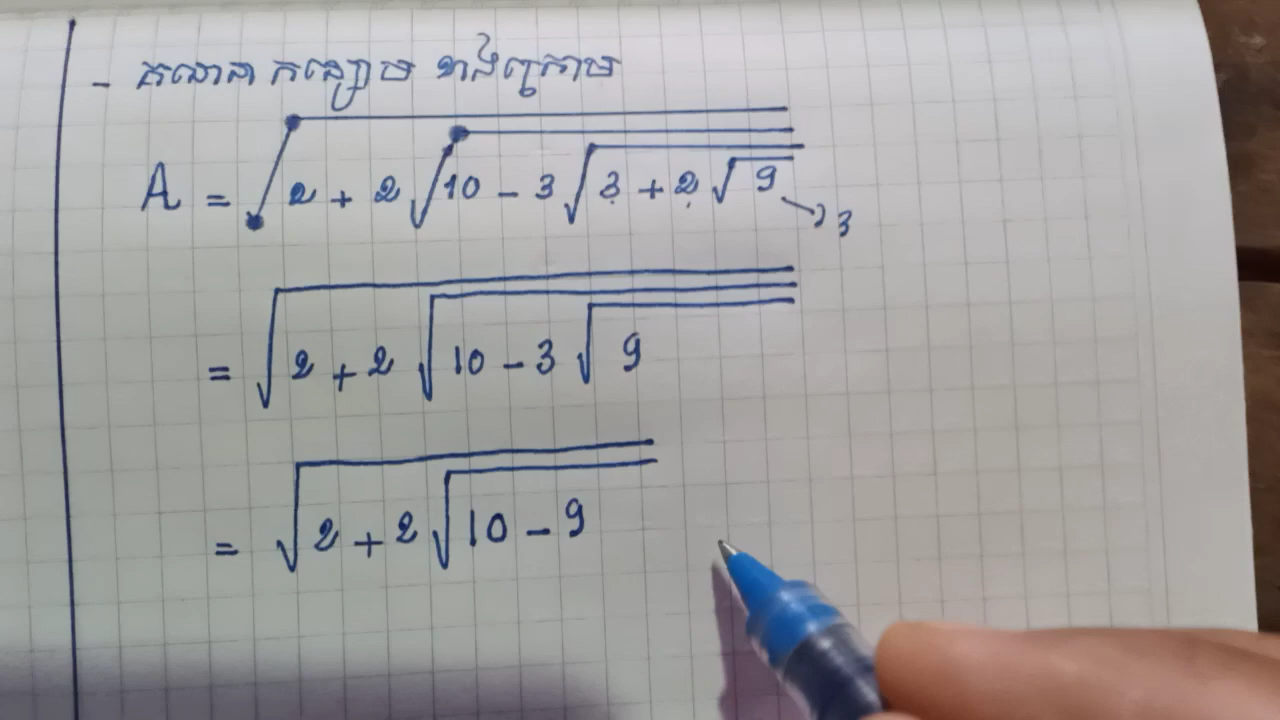 - គណនា កន្សោម ខាងក្រោម
A = √(2 + 2√(10 - 3√(3 + 2√9))) → 3
= √(2 + 2√(10 - 3√9))
= √(2 + 2√(10 - 9))